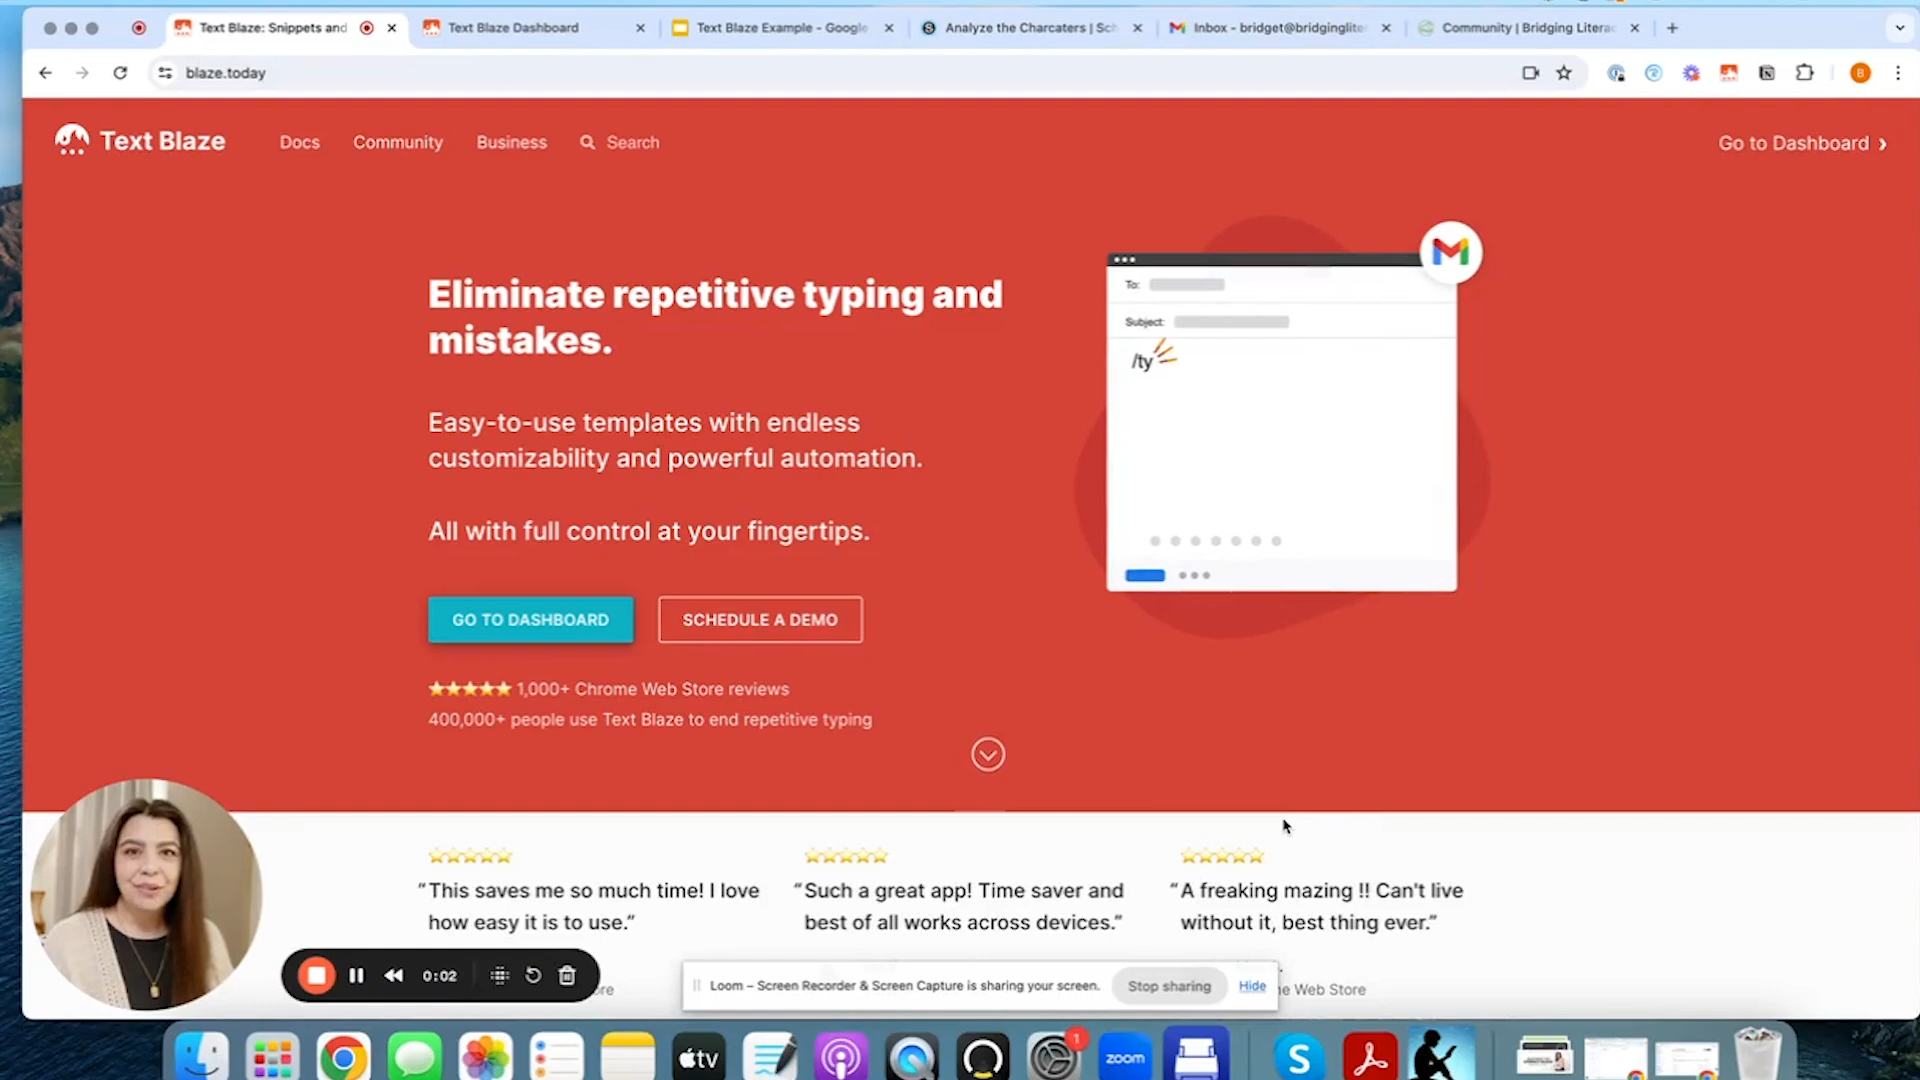 Text Blaze: Snippets and
Text Blaze Dashboard
Text Blaze Example - Google
Analyze the Charcaters | Sch
Inbox - bridget@bridginglite
Community | Bridging Litera
blaze.today
B
Text Blaze
Docs
Community
Business
Search
Go to Dashboard
Eliminate repetitive typing and
mistakes.
Easy-to-use templates with endless
customizability and powerful automation.
All with full control at your fingertips.
GO TO DASHBOARD
SCHEDULE A DEMO
1,000+ Chrome Web Store reviews
400,000+ people use Text Blaze to end repetitive typing
To:
Subject:
/ty
“This saves me so much time! I love
how easy it is to use.”
“Such a great app! Time saver and
best of all works across devices.”
“A freaking mazing !! Can't live
without it, best thing ever.”
0:02
Loom – Screen Recorder & Screen Capture is sharing your screen.
Stop sharing
Hide
Web Store
tv
1
zoom
S